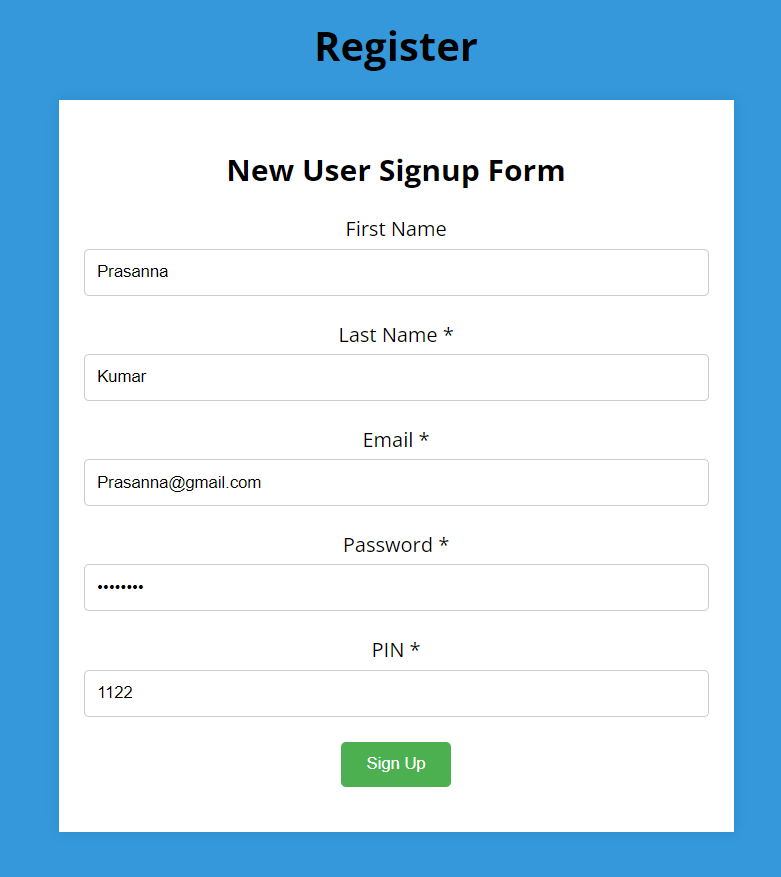 Register
New User Signup Form
First Name
Prasanna
Last Name *
Kumar
Email *
Prasanna@gmail.com
Password *
••••••••
PIN *
1122
Sign Up